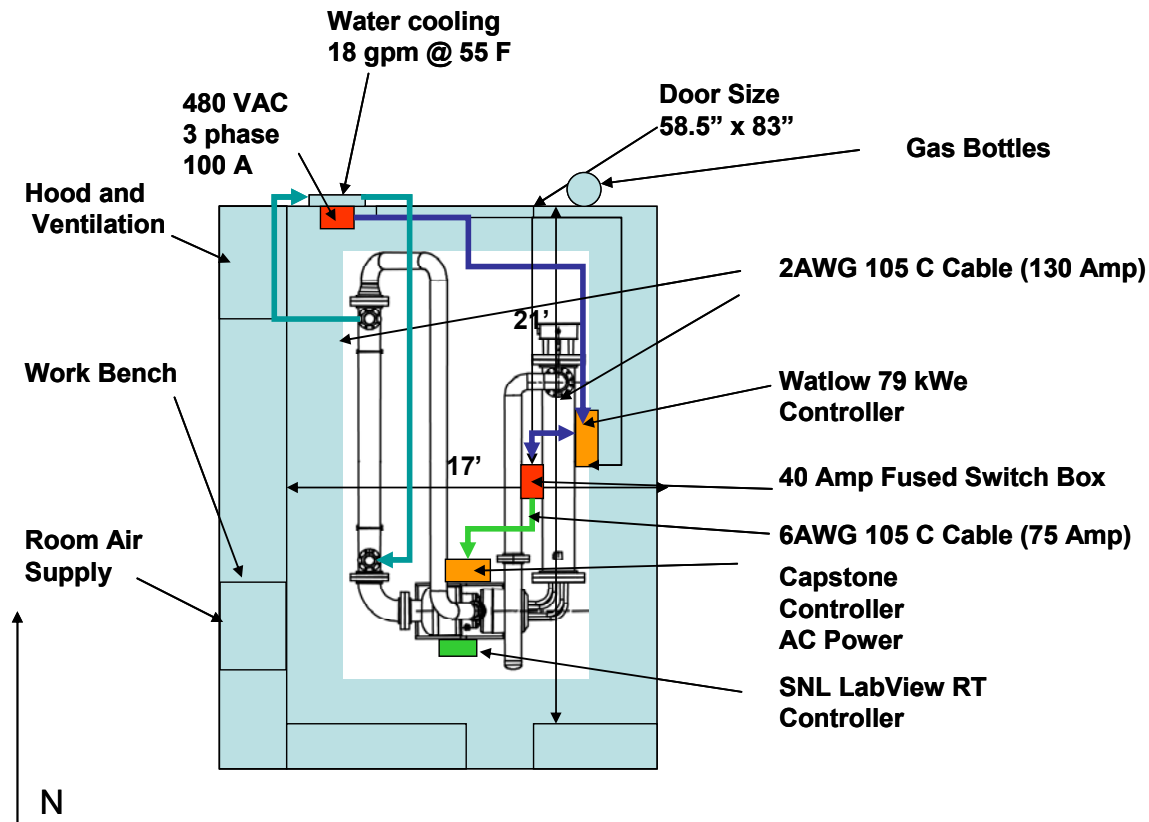 Water cooling
18 gpm @ 55 F
480 VAC
3 phase
100 A
Door Size
58.5” x 83”
Gas Bottles
Hood and
Ventilation
2AWG 105 C Cable (130 Amp)
21’
Work Bench
Watlow 79 kWe
Controller
17’
40 Amp Fused Switch Box
Room Air
Supply
6AWG 105 C Cable (75 Amp)
Capstone
Controller
AC Power
SNL LabView RT
Controller
N